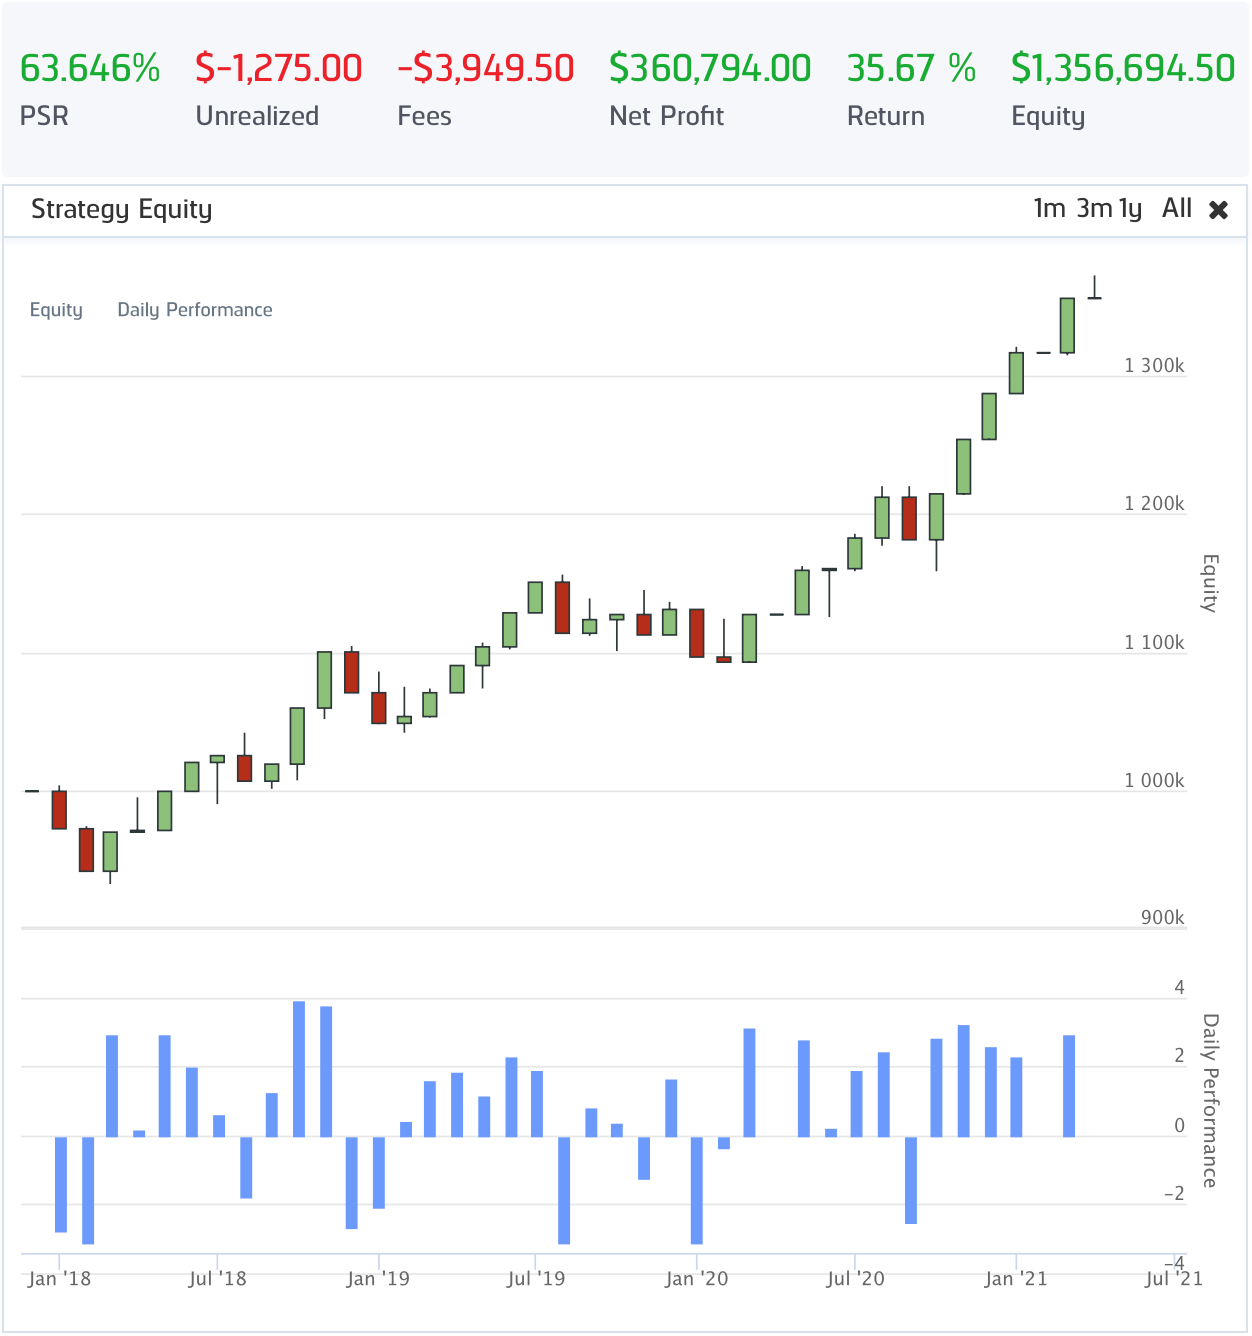 63.646% $-1,275.00 -$3,949.50 $360,794.00 35.67 % $1,356,694.50
PSR Unrealized Fees Net Profit Return Equity
Strategy Equity 1m 3m 1y All ✖
Equity Daily Performance
1 300k
1 200k
Equity
1 100k
1 000k
900k
4
Daily Performance
2
0
-2
-4
Jan '18 Jul '18 Jan '19 Jul '19 Jan '20 Jul '20 Jan '21 Jul '21